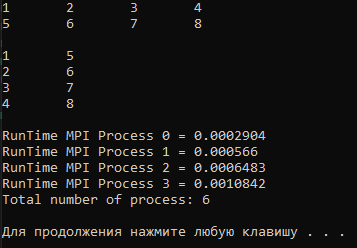 1 2 3 4
5 6 7 8
1 5
2 6
3 7
4 8
RunTime MPI Process 0 = 0.0002904
RunTime MPI Process 1 = 0.000566
RunTime MPI Process 2 = 0.0006483
RunTime MPI Process 3 = 0.0010842
Total number of process: 6
Для продолжения нажмите любую клавишу . . .